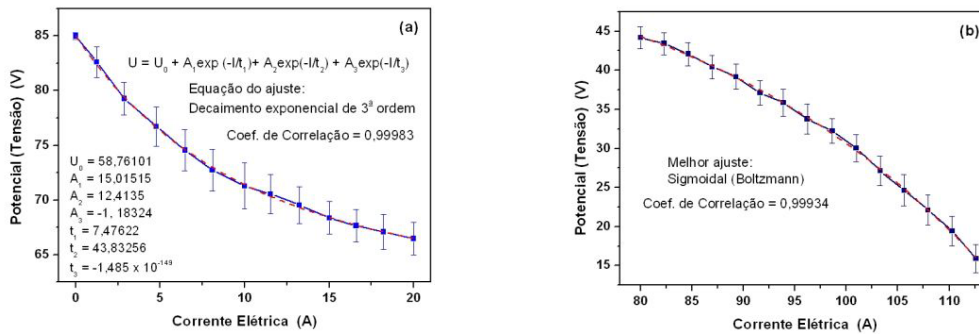 (a)
U = U0 + A1exp (-I/t1)+ A2exp(-I/t2) + A3exp(-I/t3)
Equação do ajuste:
Decaimento exponencial de 3ª ordem
Coef. de Correlação = 0,99983
U0 = 58,76101
A1 = 15,01515
A2 = 12,4135
A3 = -1, 18324
t1 = 7,47622
t2 = 43,83256
t3 = -1,485 x 10^-149
Potencial (Tensão) (V)
85
80
75
70
65
0 5 10 15 20
Corrente Elétrica (A)
(b)
Melhor ajuste:
Sigmoidal (Boltzmann)
Coef. de Correlação = 0,99934
Potencial (Tensão) (V)
45
40
35
30
25
20
15
80 85 90 95 100 105 110
Corrente Elétrica (A)